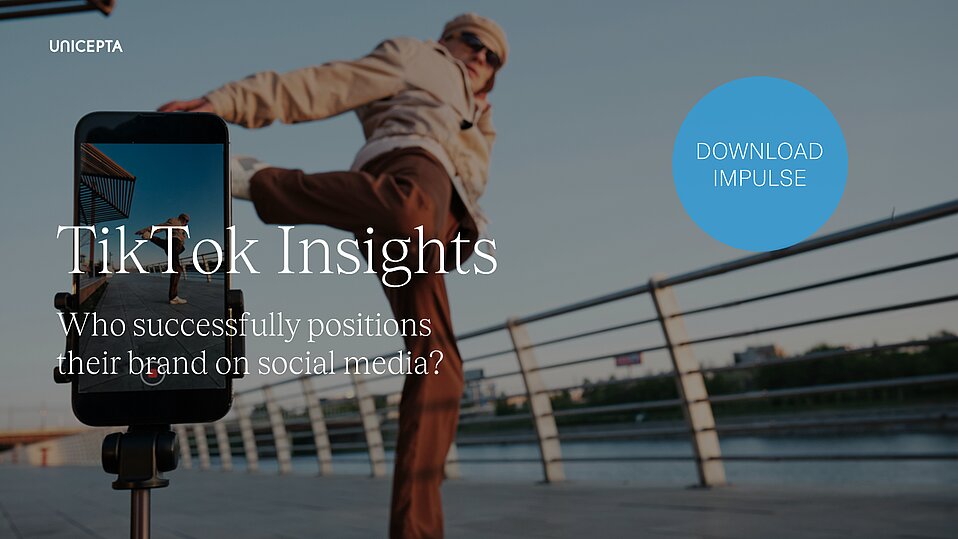 UNICEPTA
DOWNLOAD
IMPULSE
TikTok Insights
Who successfully positions
their brand on social media?